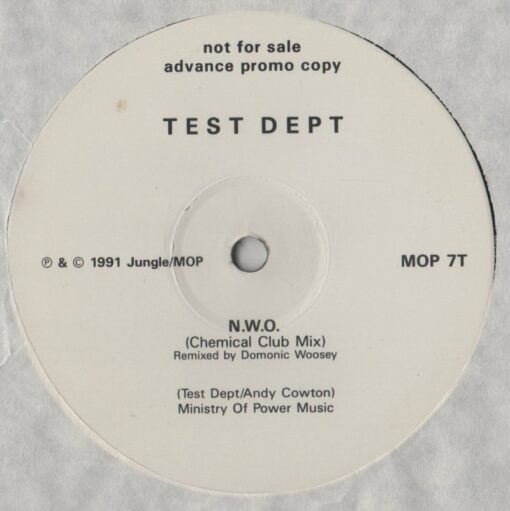 not for sale
advance promo copy
TEST DEPT
℗ & © 1991 Jungle/MOP
MOP 7T
N.W.O.
(Chemical Club Mix)
Remixed by Domonic Woosey
(Test Dept/Andy Cowton)
Ministry Of Power Music